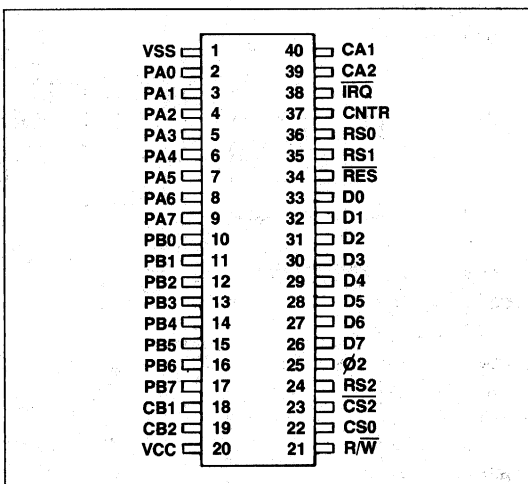 VSS 1 40 CA1
PA0 2 39 CA2
PA1 3 38 I̅R̅Q̅
PA2 4 37 CNTR
PA3 5 36 RS0
PA4 6 35 RS1
PA5 7 34 R̅E̅S̅
PA6 8 33 D0
PA7 9 32 D1
PB0 10 31 D2
PB1 11 30 D3
PB2 12 29 D4
PB3 13 28 D5
PB4 14 27 D6
PB5 15 26 D7
PB6 16 25 Ø2
PB7 17 24 RS2
CB1 18 23 C̅S̅2̅
CB2 19 22 CS0
VCC 20 21 R/W̅